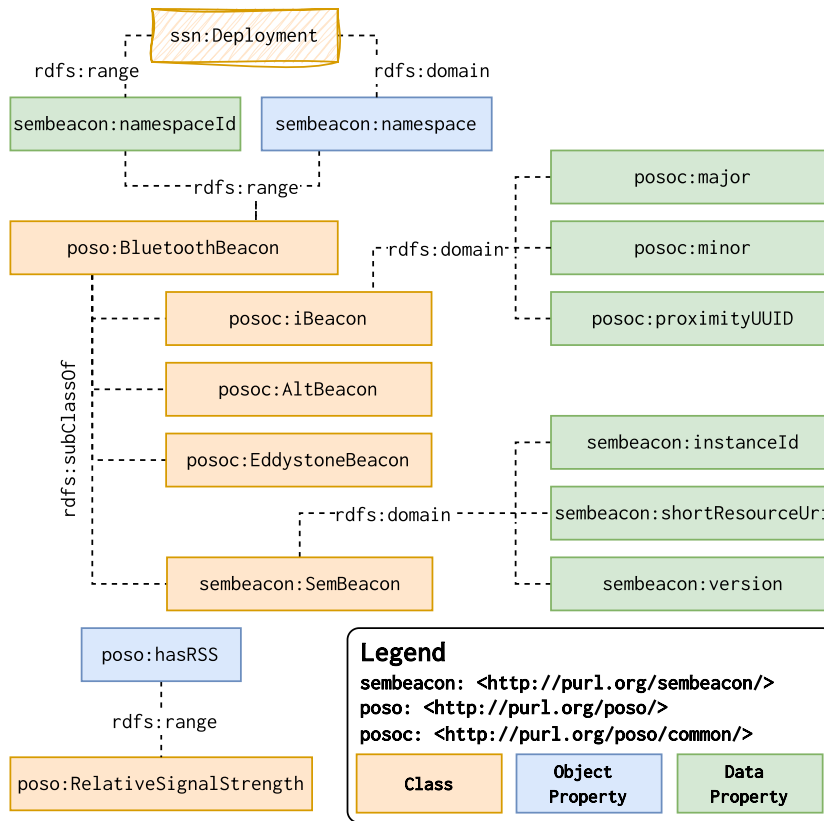 ssn:Deployment
rdfs:range
rdfs:domain
sembeacon:namespaceId
sembeacon:namespace
rdfs:range
posoc:major
poso:BluetoothBeacon
rdfs:domain
posoc:minor
posoc:iBeacon
posoc:proximityUUID
posoc:AltBeacon
rdfs:subClassOf
sembeacon:instanceId
posoc:EddystoneBeacon
rdfs:domain
sembeacon:shortResourceUri
sembeacon:SemBeacon
sembeacon:version
poso:hasRSS
rdfs:range
poso:RelativeSignalStrength
Legend
sembeacon: <http://purl.org/sembeacon/>
poso: <http://purl.org/poso/>
posoc: <http://purl.org/poso/common/>
Class
Object
Property
Data
Property